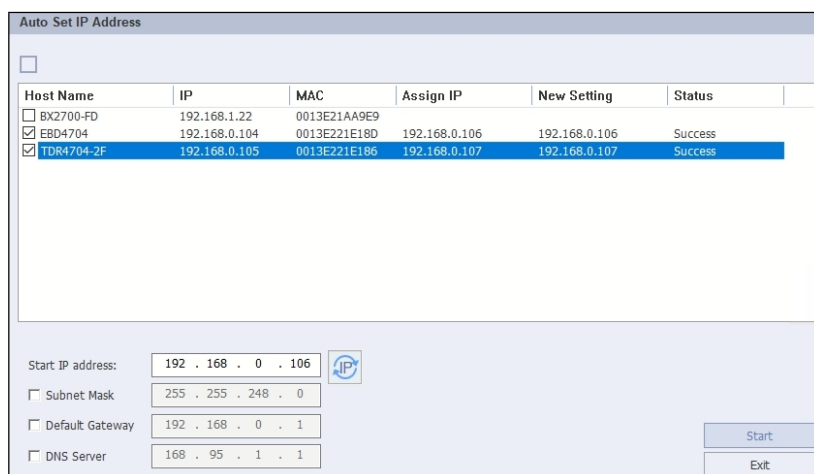 Auto Set IP Address
Host Name IP MAC Assign IP New Setting Status
BX2700-FD 192.168.1.22 0013E21AA9E9
EBD4704 192.168.0.104 0013E221E18D 192.168.0.106 192.168.0.106 Success
TDR4704-2F 192.168.0.105 0013E221E186 192.168.0.107 192.168.0.107 Success
Start IP address: 192 . 168 . 0 . 106 IP
Subnet Mask 255 . 255 . 248 . 0
Default Gateway 192 . 168 . 0 . 1
DNS Server 168 . 95 . 1 . 1
Start
Exit